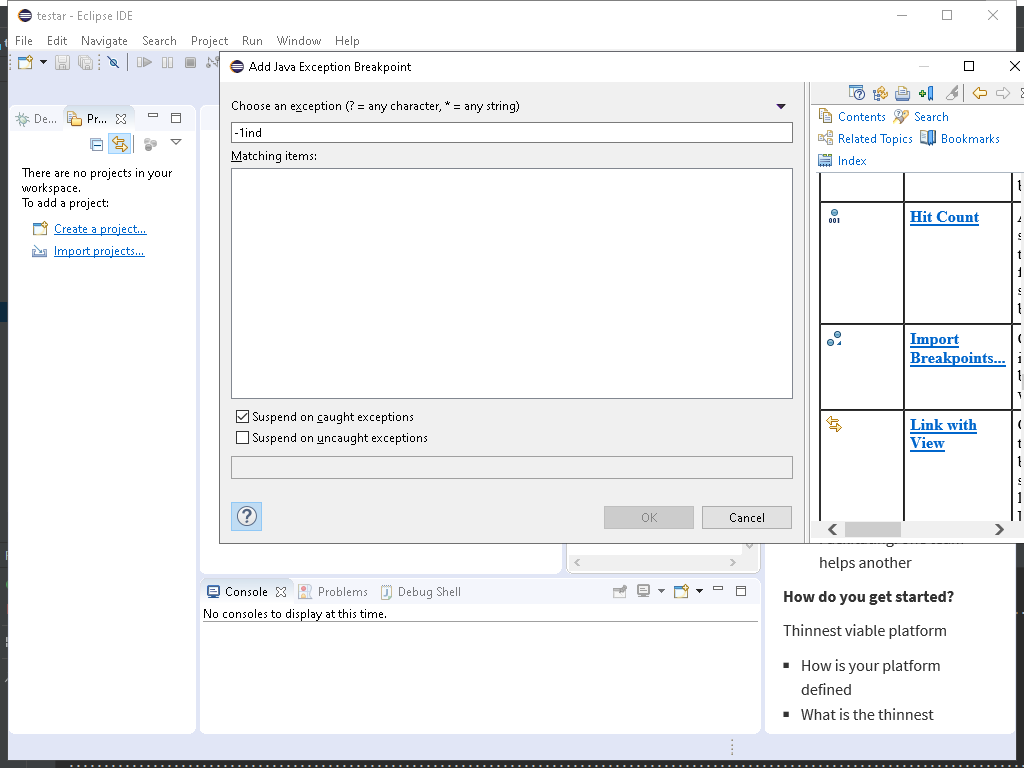 testar - Eclipse IDE
File Edit Navigate Search Project Run Window Help
Add Java Exception Breakpoint
Choose an exception (? = any character, * = any string)
-1ind
Matching items:
Suspend on caught exceptions
Suspend on uncaught exceptions
OK Cancel
De... Pr...
There are no projects in your
workspace.
To add a project:
Create a project...
Import projects...
Contents Search
Related Topics Bookmarks
Index
001
Hit Count
Import
Breakpoints...
Link with
View
Console Problems Debug Shell
No consoles to display at this time.
helps another
How do you get started?
Thinnest viable platform
How is your platform
defined
What is the thinnest